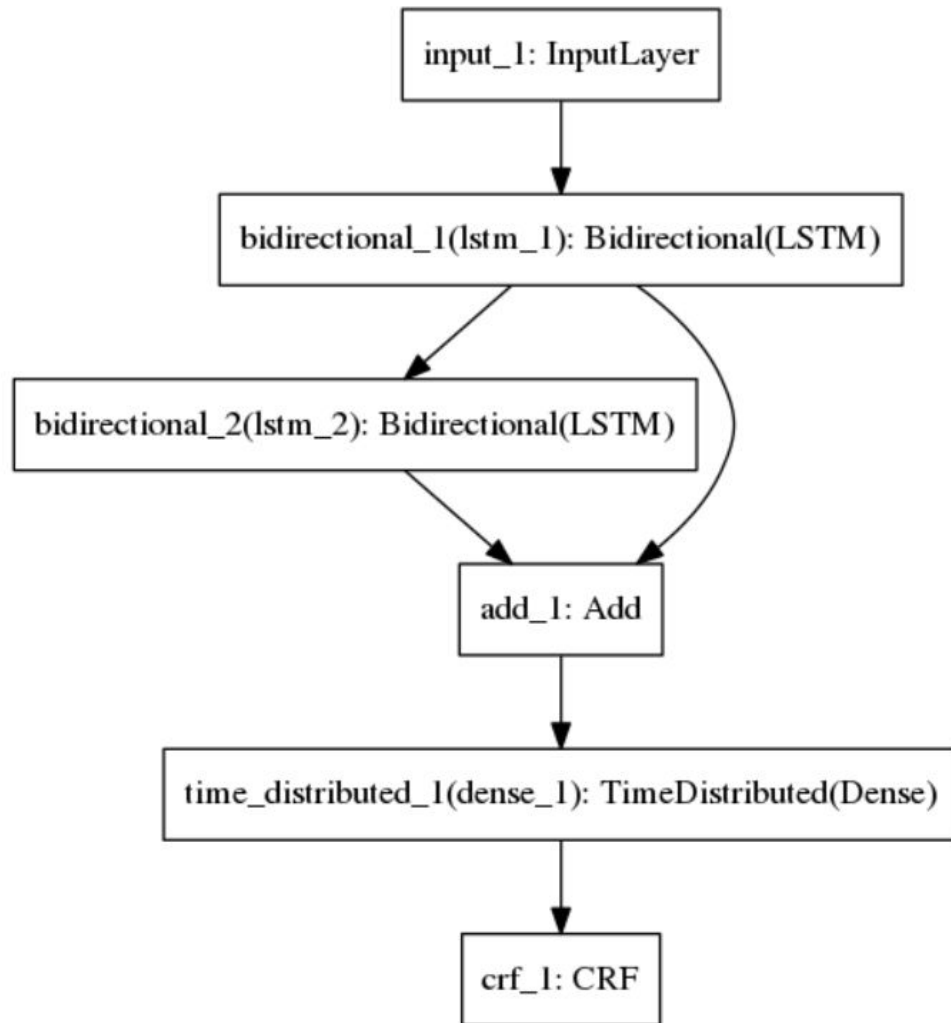 input_1: InputLayer
bidirectional_1(lstm_1): Bidirectional(LSTM)
bidirectional_2(lstm_2): Bidirectional(LSTM)
add_1: Add
time_distributed_1(dense_1): TimeDistributed(Dense)
crf_1: CRF